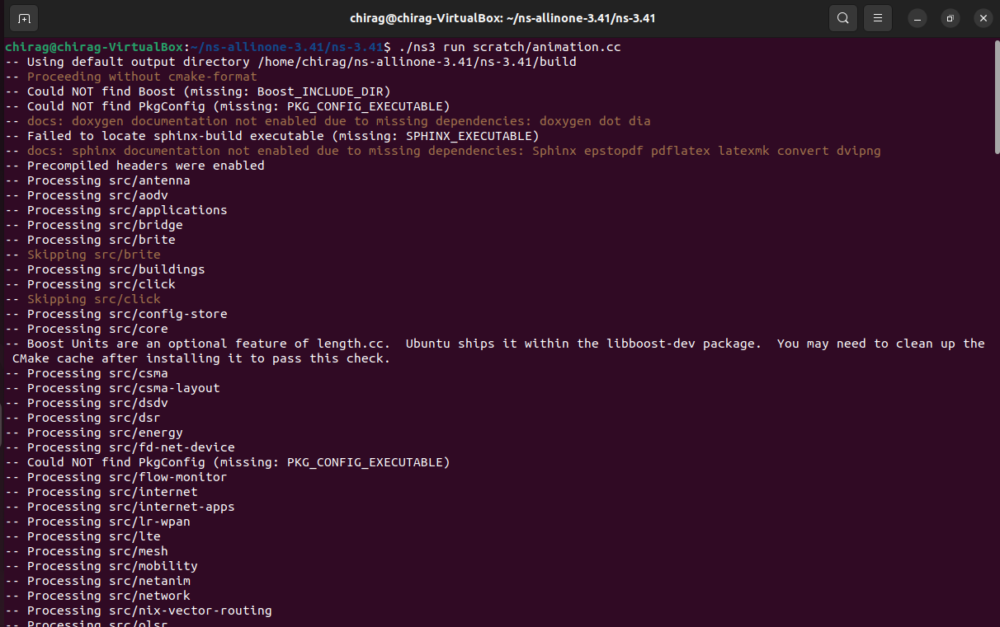 chirag@chirag-VirtualBox: ~/ns-allinone-3.41/ns-3.41
chirag@chirag-VirtualBox:~/ns-allinone-3.41/ns-3.41$ ./ns3 run scratch/animation.cc
-- Using default output directory /home/chirag/ns-allinone-3.41/ns-3.41/build
-- Proceeding without cmake-format
-- Could NOT find Boost (missing: Boost_INCLUDE_DIR)
-- Could NOT find PkgConfig (missing: PKG_CONFIG_EXECUTABLE)
-- docs: doxygen documentation not enabled due to missing dependencies: doxygen dot dia
-- Failed to locate sphinx-build executable (missing: SPHINX_EXECUTABLE)
-- docs: sphinx documentation not enabled due to missing dependencies: Sphinx epstopdf pdflatex latexmk convert dvipng
-- Precompiled headers were enabled
-- Processing src/antenna
-- Processing src/aodv
-- Processing src/applications
-- Processing src/bridge
-- Processing src/brite
-- Skipping src/brite
-- Processing src/buildings
-- Processing src/click
-- Skipping src/click
-- Processing src/config-store
-- Processing src/core
-- Boost Units are an optional feature of length.cc.  Ubuntu ships it within the libboost-dev package.  You may need to clean up the
 CMake cache after installing it to pass this check.
-- Processing src/csma
-- Processing src/csma-layout
-- Processing src/dsdv
-- Processing src/dsr
-- Processing src/energy
-- Processing src/fd-net-device
-- Could NOT find PkgConfig (missing: PKG_CONFIG_EXECUTABLE)
-- Processing src/flow-monitor
-- Processing src/internet
-- Processing src/internet-apps
-- Processing src/lr-wpan
-- Processing src/lte
-- Processing src/mesh
-- Processing src/mobility
-- Processing src/netanim
-- Processing src/network
-- Processing src/nix-vector-routing
-- Processing src/olsr